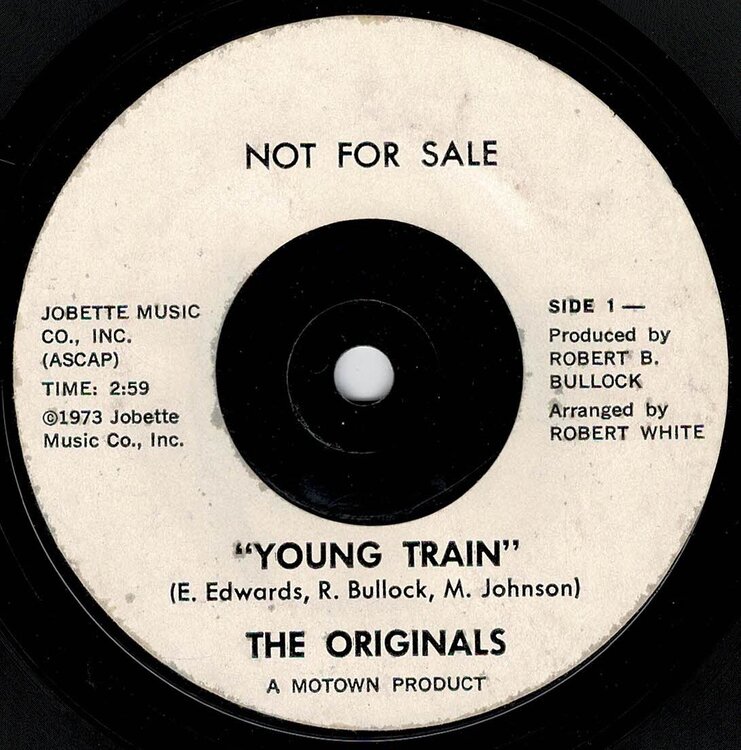 NOT FOR SALE
JOBETTE MUSIC
CO., INC.
(ASCAP)
TIME: 2:59
©1973 Jobette
Music Co., Inc.
SIDE 1 —
Produced by
ROBERT B.
BULLOCK
Arranged by
ROBERT WHITE
"YOUNG TRAIN"
(E. Edwards, R. Bullock, M. Johnson)
THE ORIGINALS
A MOTOWN PRODUCT